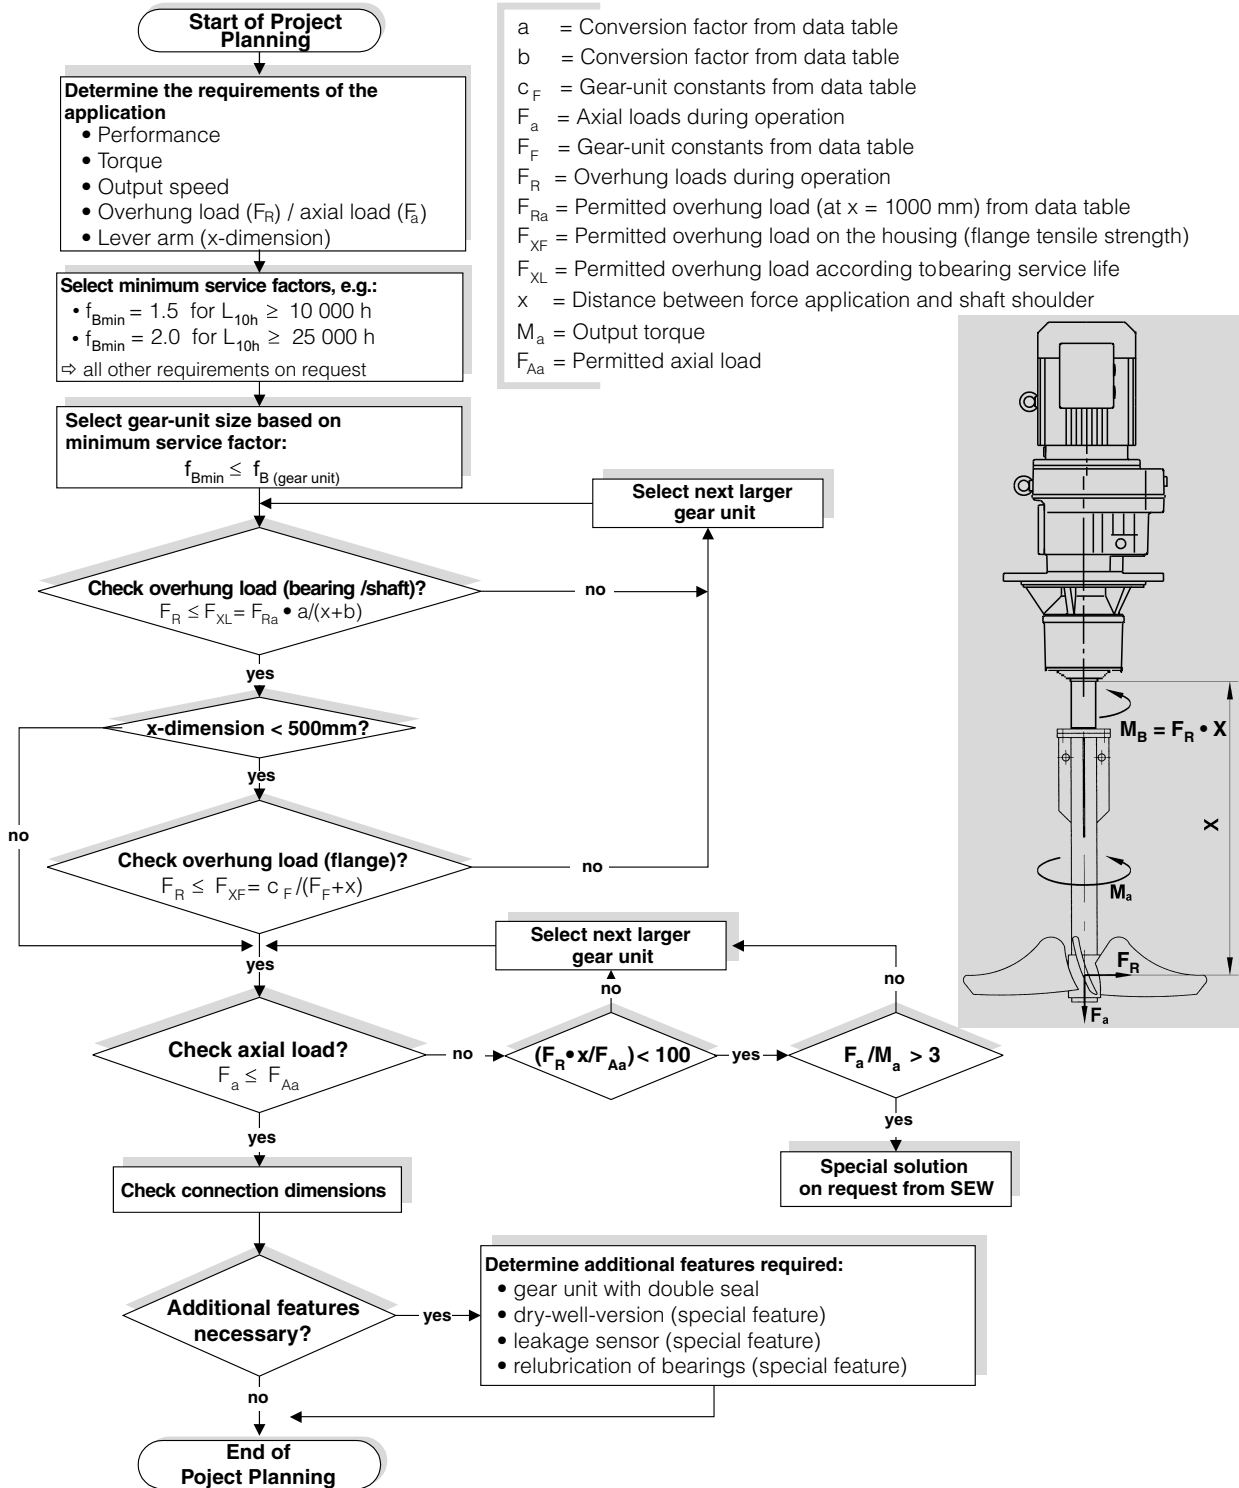 Start of Project
Planning
Determine the requirements of the
application
• Performance
• Torque
• Output speed
• Overhung load (F_R) / axial load (F_a)
• Lever arm (x-dimension)
Select minimum service factors, e.g.:
• f_Bmin = 1.5 for L_10h ≥ 10 000 h
• f_Bmin = 2.0 for L_10h ≥ 25 000 h
⇨ all other requirements on request
Select gear-unit size based on
minimum service factor:
f_Bmin ≤ f_B (gear unit)
a = Conversion factor from data table
b = Conversion factor from data table
c_F = Gear-unit constants from data table
F_a = Axial loads during operation
F_F = Gear-unit constants from data table
F_R = Overhung loads during operation
F_Ra = Permitted overhung load (at x = 1000 mm) from data table
F_XF = Permitted overhung load on the housing (flange tensile strength)
F_XL = Permitted overhung load according to bearing service life
x = Distance between force application and shaft shoulder
M_a = Output torque
F_Aa = Permitted axial load
Select next larger
gear unit
Check overhung load (bearing /shaft)?
F_R ≤ F_XL = F_Ra • a/(x+b)
no
yes
x-dimension < 500mm?
yes
no
Check overhung load (flange)?
F_R ≤ F_XF = c_F /(F_F+x)
no
yes
Select next larger
gear unit
no
no
Check axial load?
F_a ≤ F_Aa
no
(F_R•x/F_Aa) < 100
yes
F_a /M_a > 3
yes
yes
Check connection dimensions
Special solution
on request from SEW
Additional features
necessary?
yes
no
Determine additional features required:
• gear unit with double seal
• dry-well-version (special feature)
• leakage sensor (special feature)
• relubrication of bearings (special feature)
End of
Poject Planning
M_B = F_R • X
X
M_a
F_R
F_a